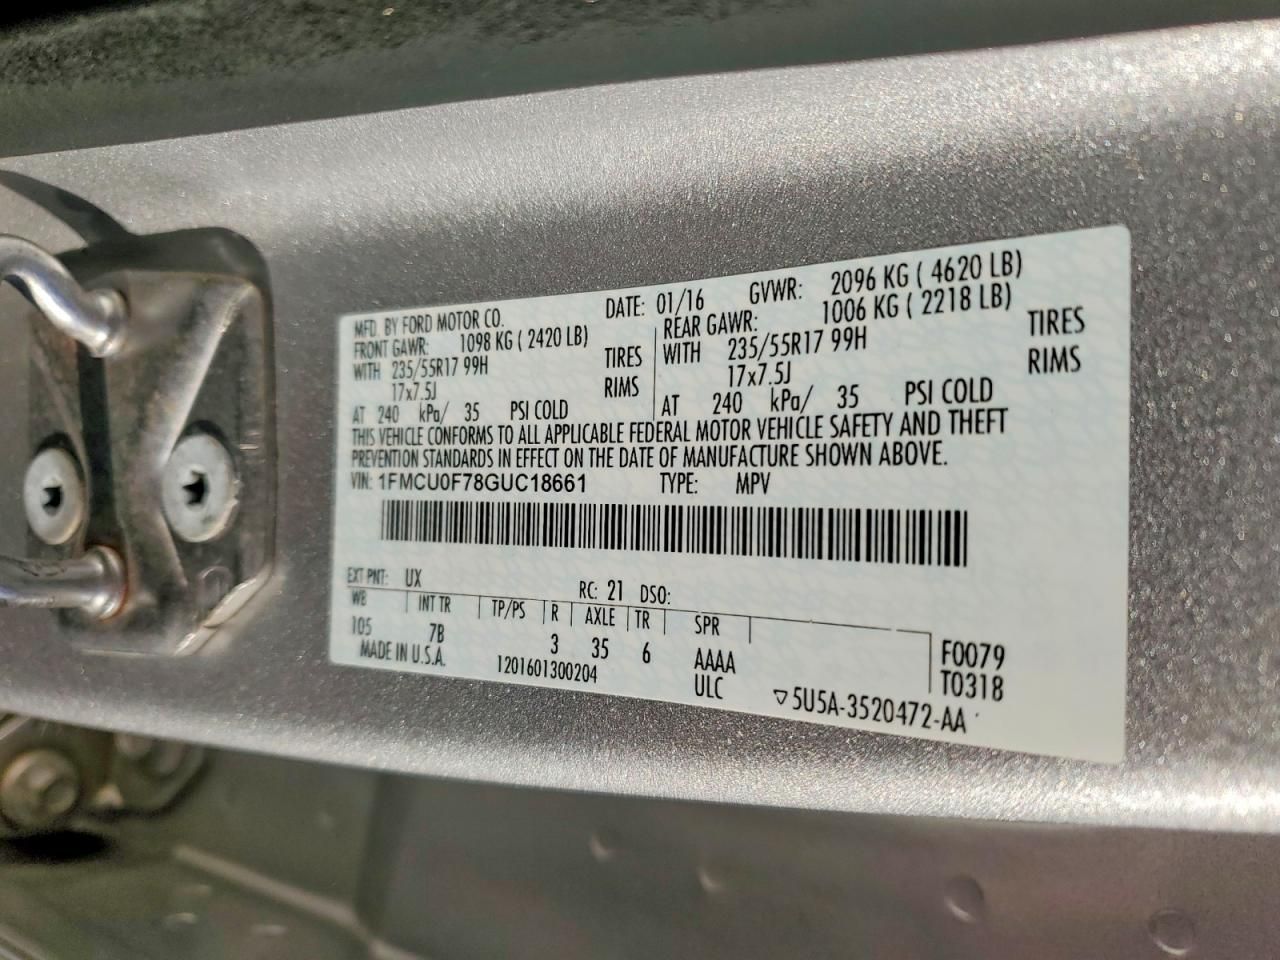 MFD. BY FORD MOTOR CO.
DATE: 01/16 GVWR: 2096 KG ( 4620 LB)
FRONT GAWR: 1098 KG ( 2420 LB)
WITH 235/55R17 99H TIRES
17x7.5J RIMS
AT 240 kPa/ 35 PSI COLD
REAR GAWR: 1006 KG ( 2218 LB)
WITH 235/55R17 99H TIRES
17x7.5J RIMS
AT 240 kPa/ 35 PSI COLD
THIS VEHICLE CONFORMS TO ALL APPLICABLE FEDERAL MOTOR VEHICLE SAFETY AND THEFT
PREVENTION STANDARDS IN EFFECT ON THE DATE OF MANUFACTURE SHOWN ABOVE.
VIN: 1FMCU0F78GUC18661 TYPE: MPV
EXT PNT: UX RC: 21 DSO:
WB INT TR TP/PS R AXLE TR SPR
105 7B 3 35 6 AAAA F0079
MADE IN U.S.A. 1201601300204 ULC T0318
▽5U5A-3520472-AA